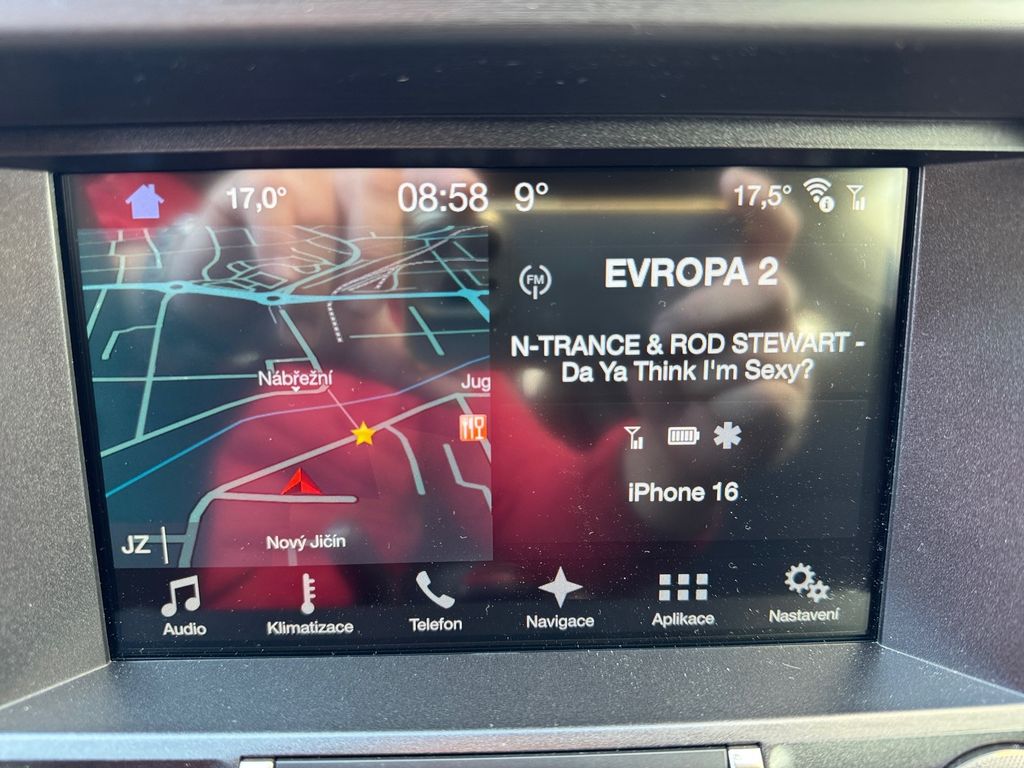 17,0°
08:58
9°
17,5°
FM
EVROPA 2
N-TRANCE & ROD STEWART -
Da Ya Think I'm Sexy?
Nábřežní
Jug
iPhone 16
JZ
Nový Jičín
Audio
Klimatizace
Telefon
Navigace
Aplikace
Nastavení